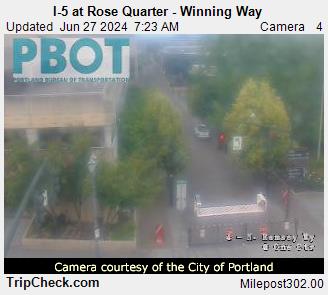 I-5 at Rose Quarter - Winning Way
Updated Jun 27 2024 7:23 AM Camera 4
PBOT
PORTLAND BUREAU OF TRANSPORTATION
Camera courtesy of the City of Portland
TripCheck.com Milepost302.00